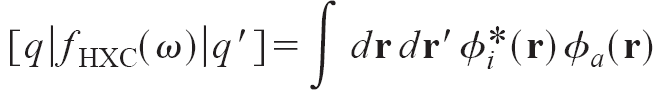 [q|f_HXC(ω)|q′]=∫ dr dr′ ϕ_i^*(r) ϕ_a(r)